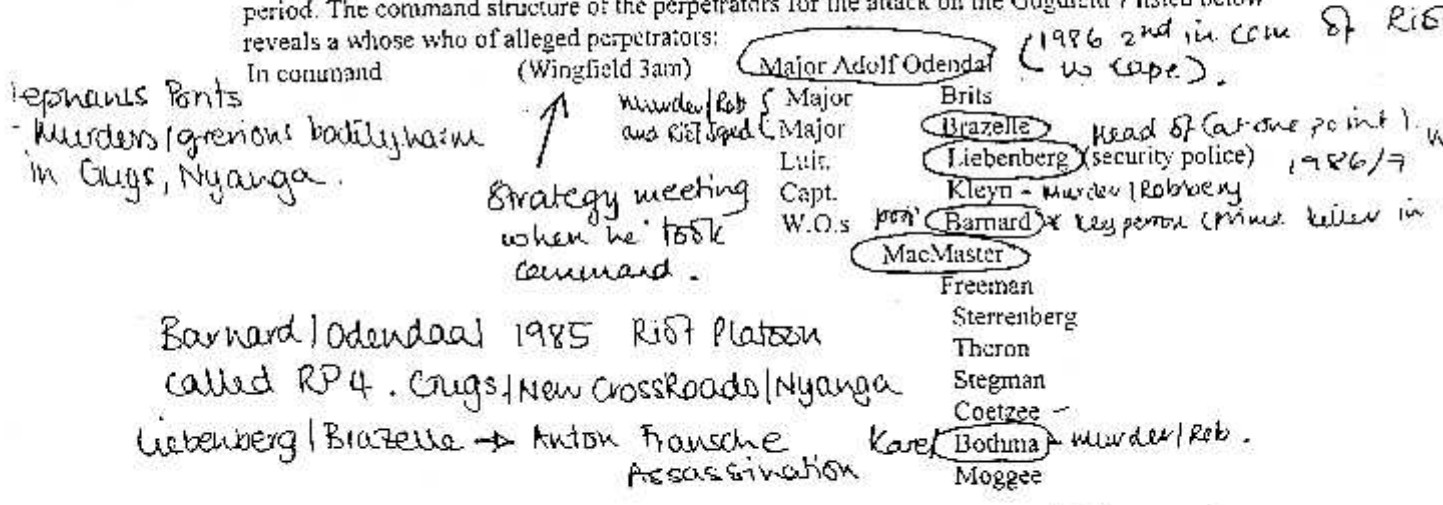 period. The command structure of the perpetrators for the attack on the Gugulethu 7 listed below
reveals a whose who of alleged perpetrators:
In command (Wingfield 3am) Major Adolf Odendal (1986 2nd in com of Riot
W Cape).
Murder/Rob Major Brits
and Riot Squad Major Brazelle Head of (at one point).
Luit. Liebenberg (security police) 1986/7
Capt. Kleyn - Murder/Robbery
W.O.s Barnard * key person (prime killer in
MacMaster
Freeman
Sterrenberg
Theron
Stegman
Coetzee -
Karel Bothma - murder/Rob.
Moggee
- Murders/grevious bodily harm
in Gugs, Nyanga.
Strategy meeting
when he took
command.
Barnard/Odendaal 1985 Riot Platoon
called RP4. Gugs/New CrossRoads/Nyanga
Liebenberg/Brazelle → Anton Fransche
Assassination